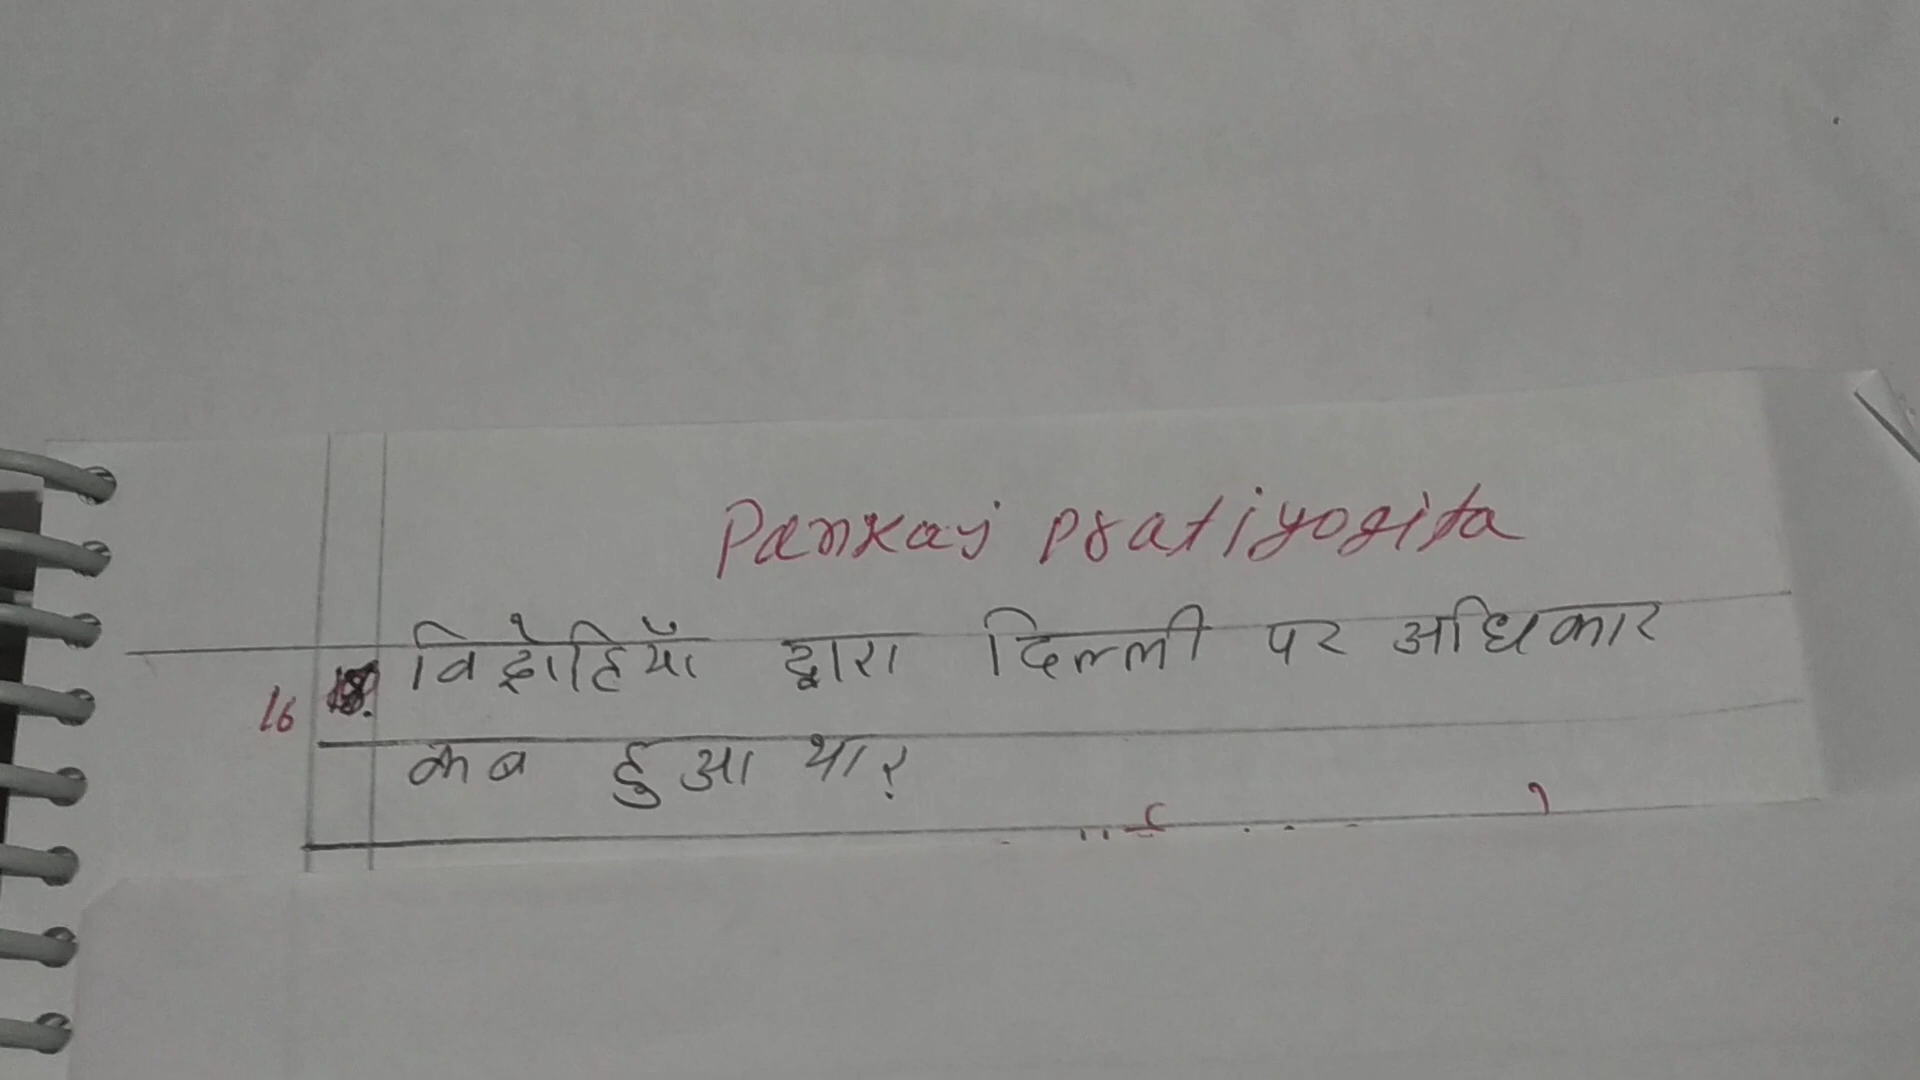 Pankaj Pratiyogita
16 विद्रोहियों द्वारा दिल्ली पर अधिकार
कब हुआ था?